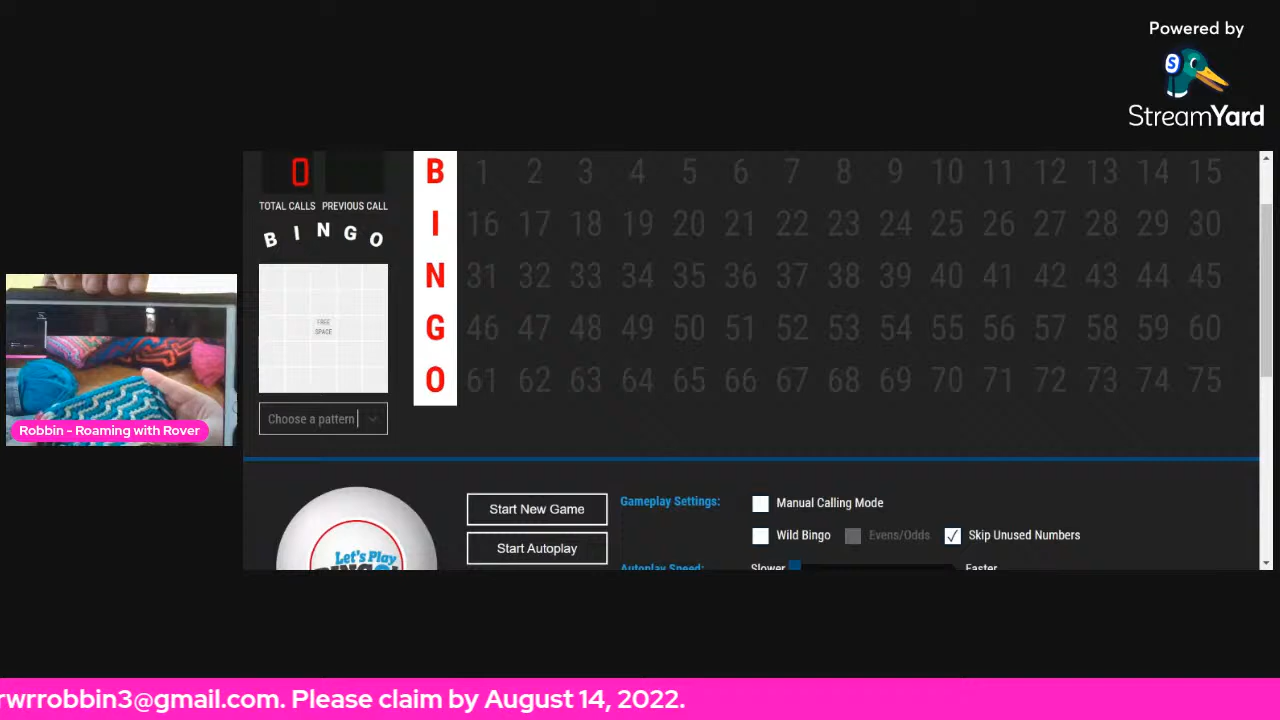 Powered by
S
StreamYard
0
TOTAL CALLS PREVIOUS CALL
B I N G O
FREE
SPACE
Choose a pattern
B 1 2 3 4 5 6 7 8 9 10 11 12 13 14 15
I 16 17 18 19 20 21 22 23 24 25 26 27 28 29 30
N 31 32 33 34 35 36 37 38 39 40 41 42 43 44 45
G 46 47 48 49 50 51 52 53 54 55 56 57 58 59 60
O 61 62 63 64 65 66 67 68 69 70 71 72 73 74 75
Robbin - Roaming with Rover
Let's Play
BINGO!
Start New Game
Start Autoplay
Gameplay Settings:
Manual Calling Mode
Wild Bingo Evens/Odds Skip Unused Numbers
Autoplay Speed: Slower Faster
rwrrobbin3@gmail.com. Please claim by August 14, 2022.